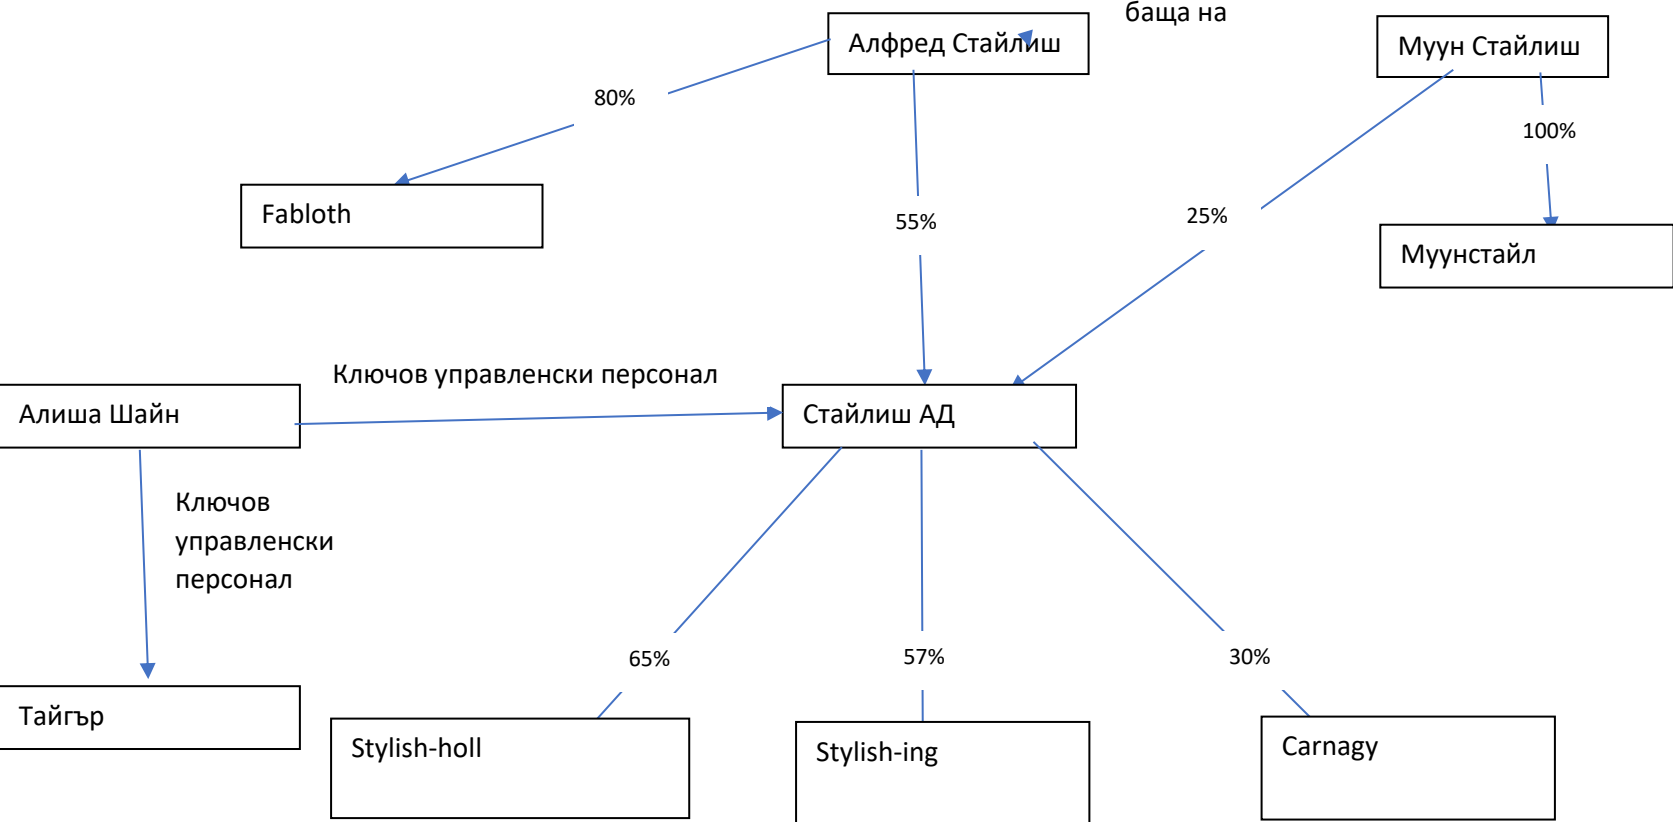 баща на
Алфред Стайлиш
Муун Стайлиш
80%
100%
Fabloth
55%
25%
Муунстайл
Ключов управленски персонал
Алиша Шайн
Стайлиш АД
Ключов
управленски
персонал
65%
57%
30%
Тайгър
Stylish-holl
Stylish-ing
Carnagy